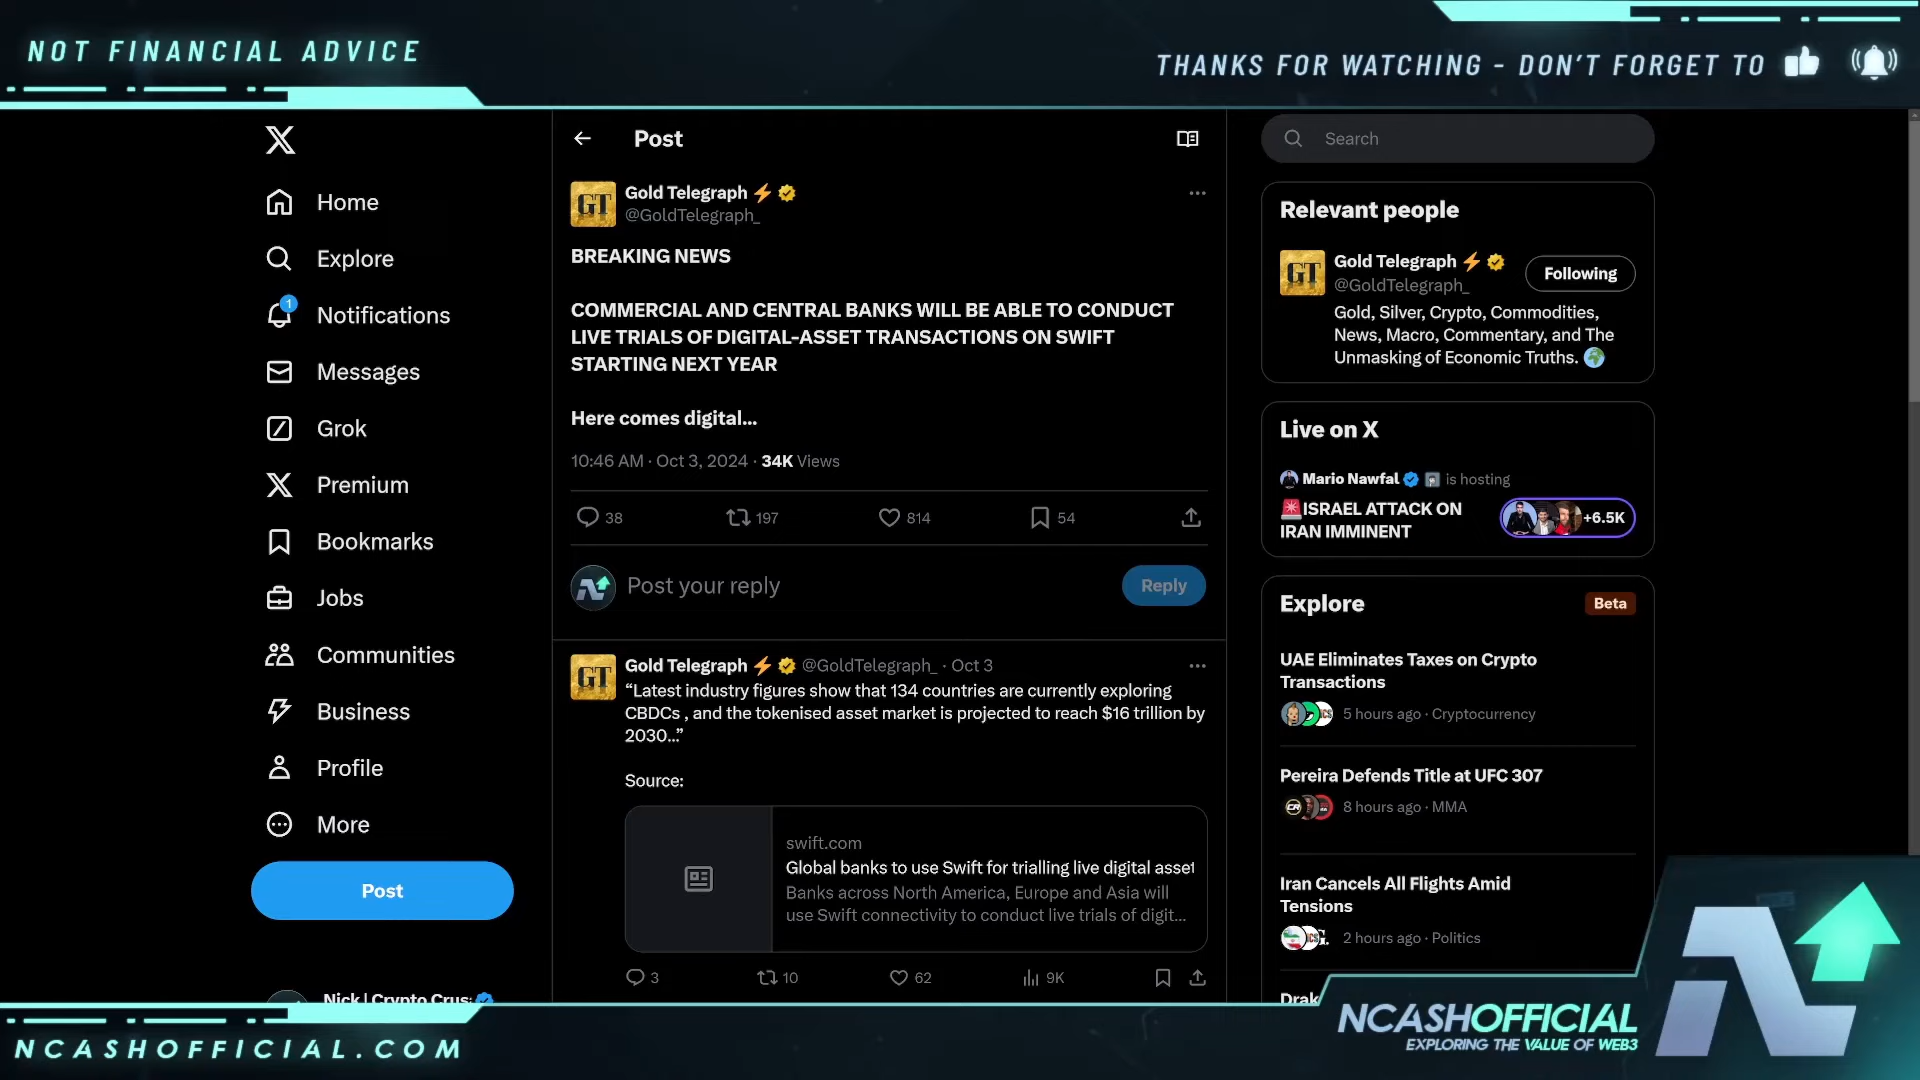 NOT FINANCIAL ADVICE
THANKS FOR WATCHING - DON'T FORGET TO
Home
Explore
1
Notifications
Messages
Grok
Premium
Bookmarks
Jobs
Communities
Business
Profile
More
Post
Nick | Crypto Crus
Post
GT
Gold Telegraph
@GoldTelegraph_
BREAKING NEWS
COMMERCIAL AND CENTRAL BANKS WILL BE ABLE TO CONDUCT
LIVE TRIALS OF DIGITAL-ASSET TRANSACTIONS ON SWIFT
STARTING NEXT YEAR
Here comes digital...
10:46 AM · Oct 3, 2024 · 34K Views
38 197 814 54
Post your reply
Reply
GT
Gold Telegraph @GoldTelegraph_ · Oct 3
“Latest industry figures show that 134 countries are currently exploring
CBDCs , and the tokenised asset market is projected to reach $16 trillion by
2030..”
Source:
swift.com
Global banks to use Swift for trialling live digital asset
Banks across North America, Europe and Asia will
use Swift connectivity to conduct live trials of digit...
3 10 62 9K
Search
Relevant people
GT
Gold Telegraph
@GoldTelegraph_
Following
Gold, Silver, Crypto, Commodities,
News, Macro, Commentary, and The
Unmasking of Economic Truths.
Live on X
Mario Nawfal is hosting
ISRAEL ATTACK ON
IRAN IMMINENT
+6.5K
Explore
Beta
UAE Eliminates Taxes on Crypto
Transactions
5 hours ago · Cryptocurrency
Pereira Defends Title at UFC 307
8 hours ago · MMA
Iran Cancels All Flights Amid
Tensions
2 hours ago · Politics
Drak
NCASHOFFICIAL.COM
NCASHOFFICIAL
EXPLORING THE VALUE OF WEB3